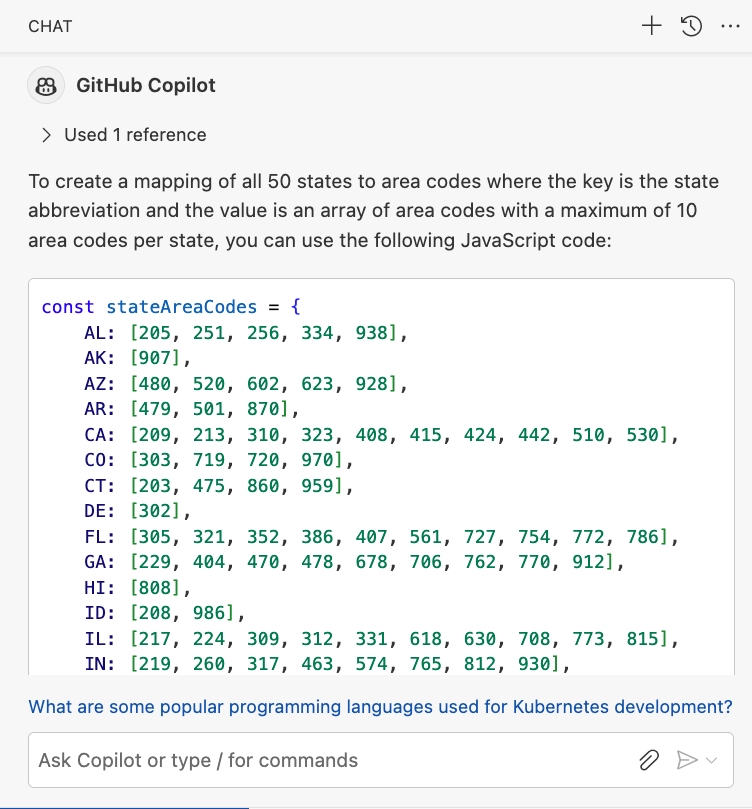 CHAT
GitHub Copilot
Used 1 reference
To create a mapping of all 50 states to area codes where the key is the state
abbreviation and the value is an array of area codes with a maximum of 10
area codes per state, you can use the following JavaScript code:
const stateAreaCodes = {
    AL: [205, 251, 256, 334, 938],
    AK: [907],
    AZ: [480, 520, 602, 623, 928],
    AR: [479, 501, 870],
    CA: [209, 213, 310, 323, 408, 415, 424, 442, 510, 530],
    CO: [303, 719, 720, 970],
    CT: [203, 475, 860, 959],
    DE: [302],
    FL: [305, 321, 352, 386, 407, 561, 727, 754, 772, 786],
    GA: [229, 404, 470, 478, 678, 706, 762, 770, 912],
    HI: [808],
    ID: [208, 986],
    IL: [217, 224, 309, 312, 331, 618, 630, 708, 773, 815],
    IN: [219, 260, 317, 463, 574, 765, 812, 930],
What are some popular programming languages used for Kubernetes development?
Ask Copilot or type / for commands